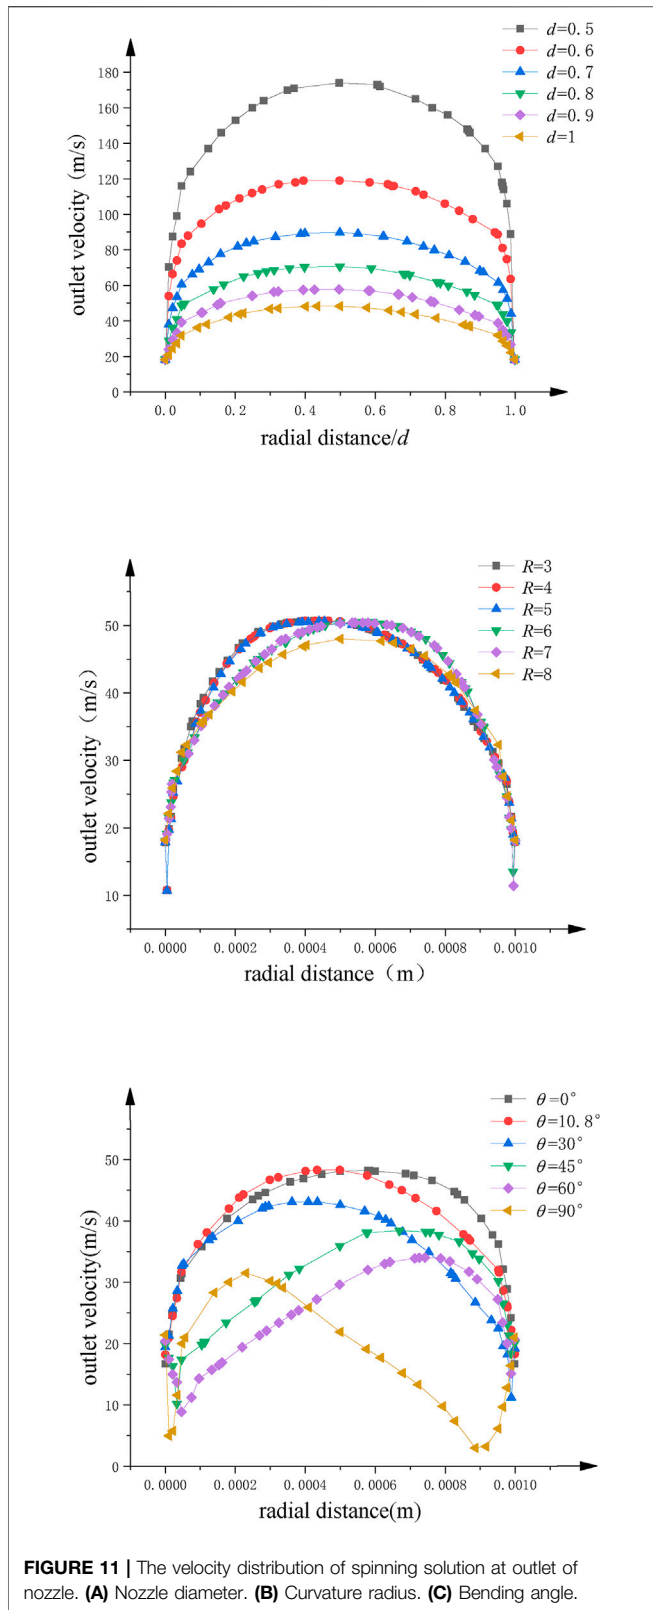 d=0.5
d=0.6
d=0.7
d=0.8
d=0.9
d=1
180
160
140
120
100
80
60
40
20
0
outlet velocity (m/s)
0.0 0.2 0.4 0.6 0.8 1.0
radial distance/d
R=3
R=4
R=5
R=6
R=7
R=8
50
40
30
20
10
outlet velocity (m/s)
0.0000 0.0002 0.0004 0.0006 0.0008 0.0010
radial distance (m)
θ=0°
θ=10.8°
θ=30°
θ=45°
θ=60°
θ=90°
50
40
30
20
10
0
outlet velocity(m/s)
0.0000 0.0002 0.0004 0.0006 0.0008 0.0010
radial distance(m)
FIGURE 11 | The velocity distribution of spinning solution at outlet of
nozzle. (A) Nozzle diameter. (B) Curvature radius. (C) Bending angle.